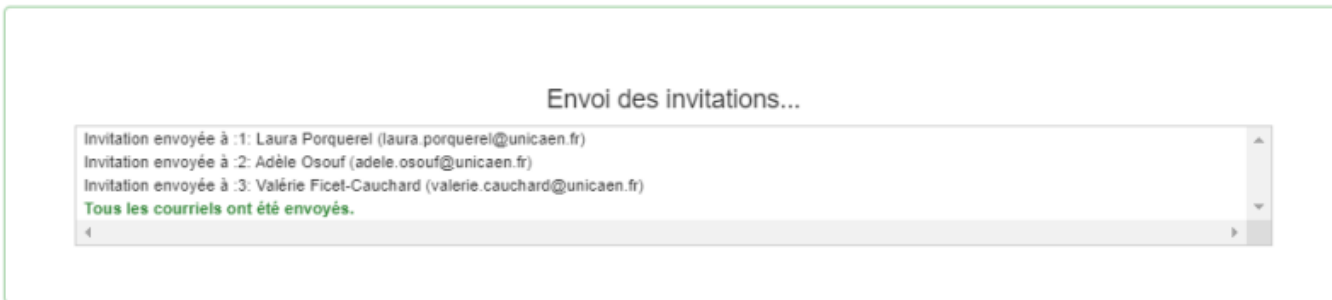 Envoi des invitations...
Invitation envoyée à :1: Laura Porquerel (laura.porquerel@unicaen.fr)
Invitation envoyée à :2: Adèle Osouf (adele.osouf@unicaen.fr)
Invitation envoyée à :3: Valérie Ficet-Cauchard (valerie.cauchard@unicaen.fr)
Tous les courriels ont été envoyés.